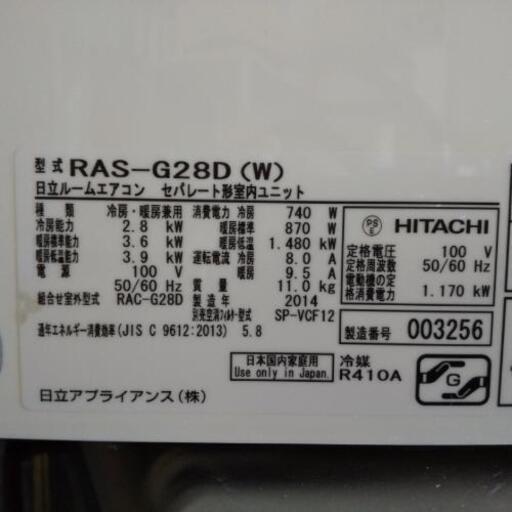 型式 RAS-G28D (W)
日立ルームエアコン セパレート形室内ユニット
種類 冷房・暖房兼用 消費電力 冷房 740 W
冷房能力 2.8 kW 暖房標準 870 W
暖房標準能力 3.6 kW 暖房低温 1.480 kW
暖房低温能力 3.9 kW 運転電流 冷房 8.0 A
電源 100 V 暖房 9.5 A
50/60 Hz 質量 11.0 kg
組合せ室外型式 RAC-G28D 製造年 2014
別売空清フィルター型式 SP-VCF12
通年エネルギー消費効率(JIS C 9612:2013) 5.8
PS E HITACHI
定格電圧 100 V
定格周波数 50/60 Hz
電動機の定格消費電力 1.170 kW
製造番号 003256
日本国内家庭用
Use only in Japan.
冷媒
R410A
G
日立アプライアンス(株)